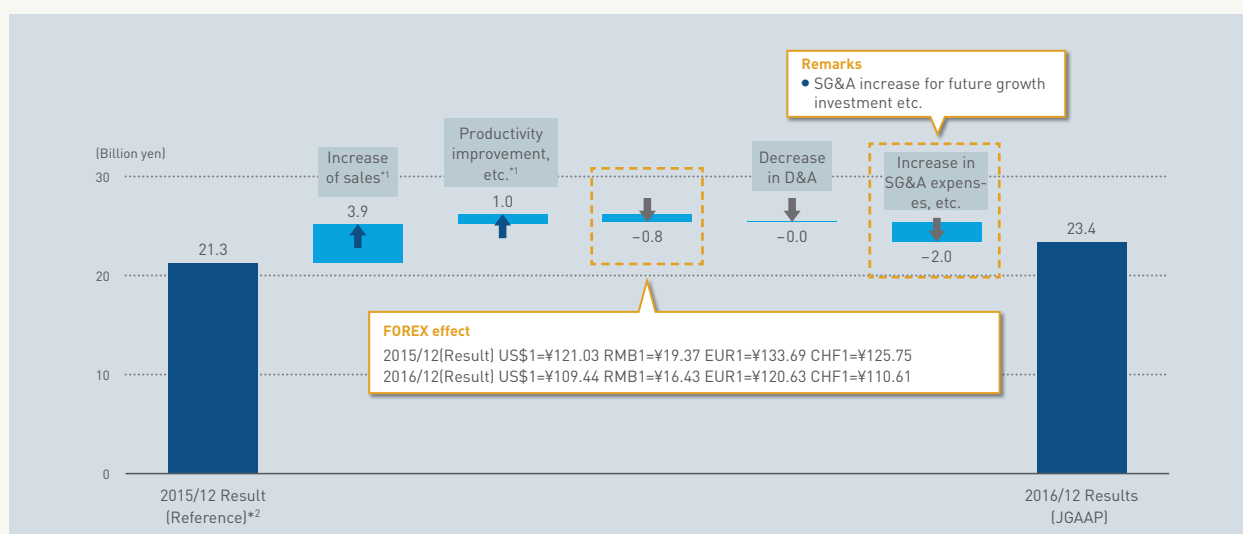 Remarks
● SG&A increase for future growth
investment etc.
(Billion yen)
30
20
10
0
21.3
Increase
of sales*1
3.9
Productivity
improvement,
etc.*1
1.0
−0.8
Decrease
in D&A
−0.0
Increase in
SG&A expens-
es, etc.
−2.0
23.4
FOREX effect
2015/12(Result) US$1=¥121.03 RMB1=¥19.37 EUR1=¥133.69 CHF1=¥125.75
2016/12(Result) US$1=¥109.44 RMB1=¥16.43 EUR1=¥120.63 CHF1=¥110.61
2015/12 Result
(Reference)*2
2016/12 Results
(JGAAP)